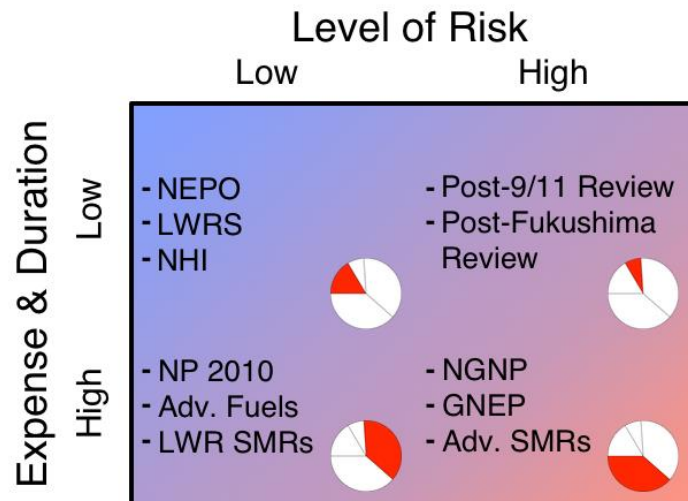 Level of Risk
Low High
Expense & Duration
Low
- NEPO
- LWRS
- NHI
- Post-9/11 Review
- Post-Fukushima
Review
High
- NP 2010
- Adv. Fuels
- LWR SMRs
- NGNP
- GNEP
- Adv. SMRs